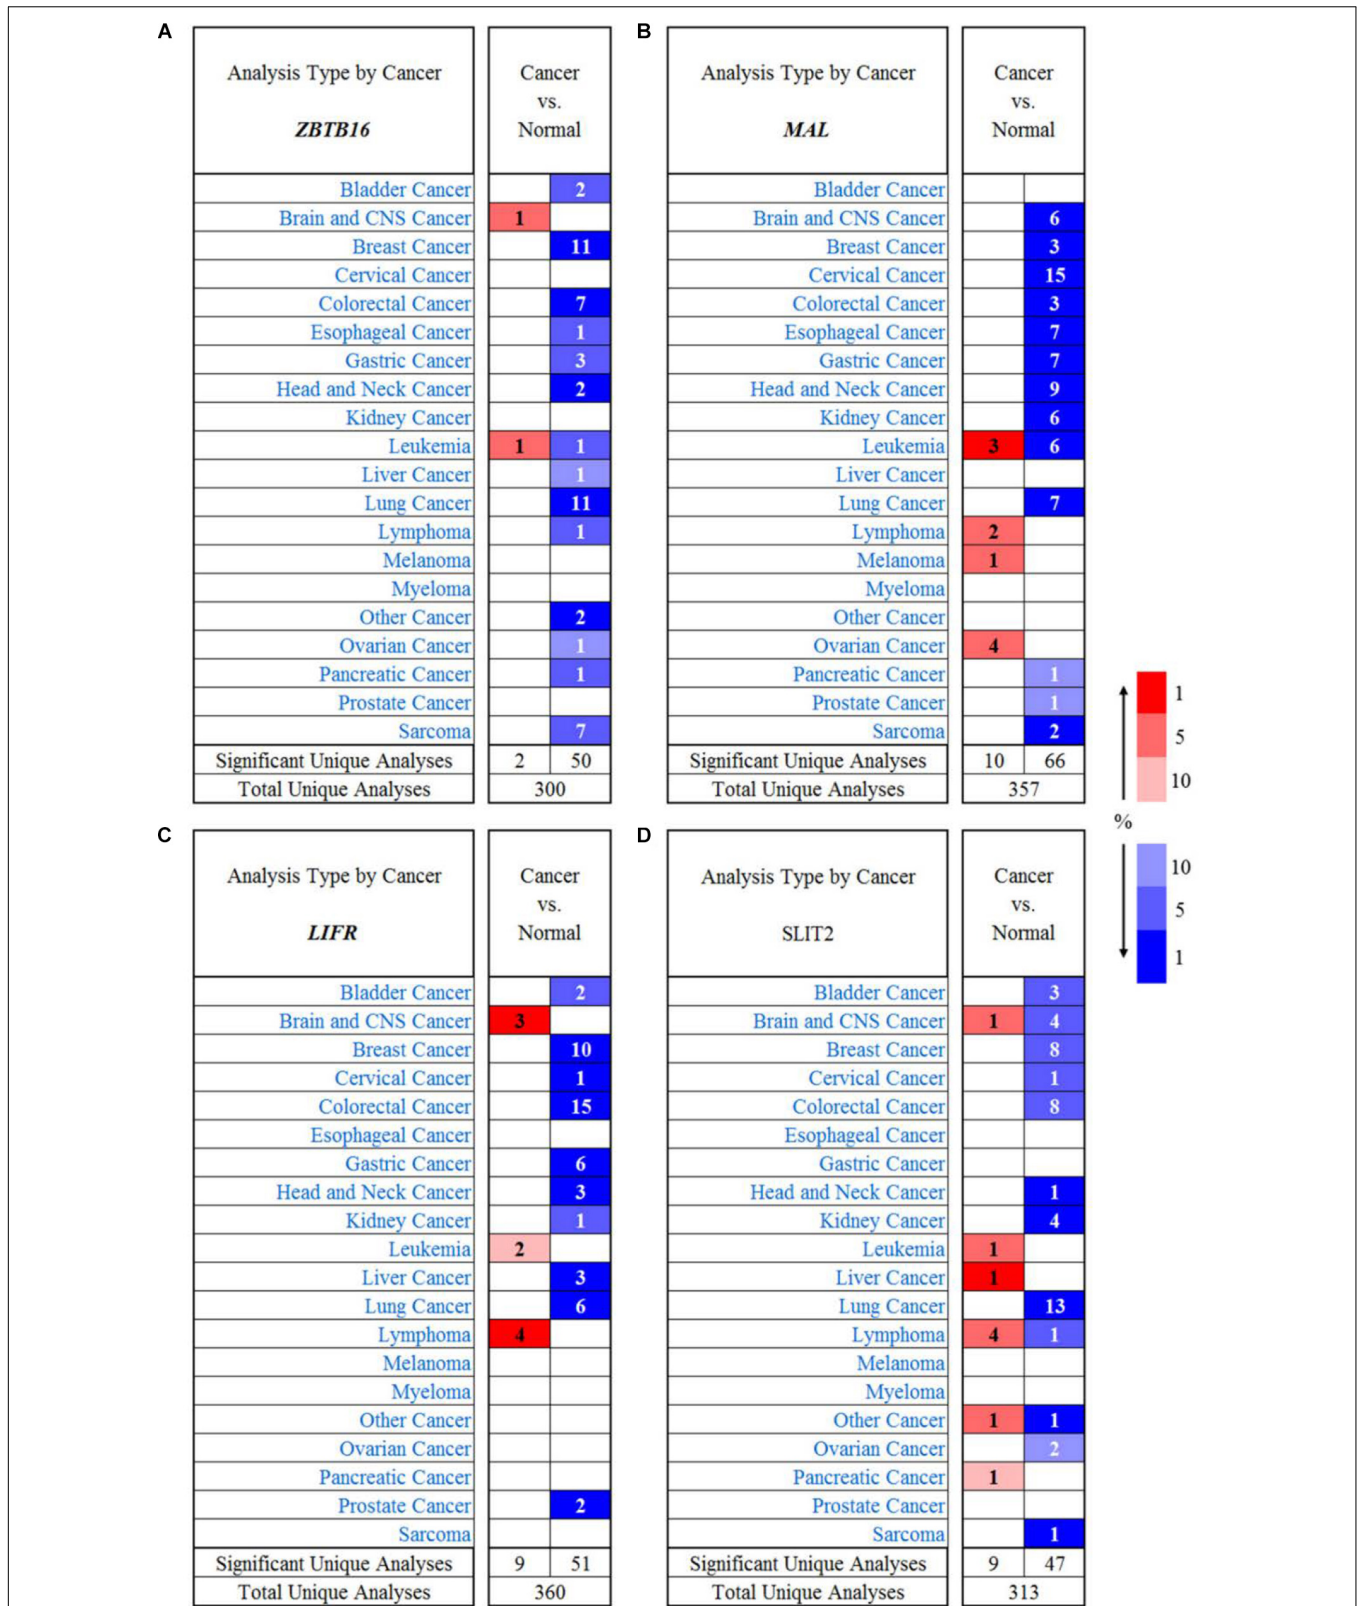 A
Analysis Type by Cancer
ZBTB16
Cancer
vs.
Normal
Bladder Cancer 2
Brain and CNS Cancer 1
Breast Cancer 11
Cervical Cancer
Colorectal Cancer 7
Esophageal Cancer 1
Gastric Cancer 3
Head and Neck Cancer 2
Kidney Cancer
Leukemia 1 1
Liver Cancer 1
Lung Cancer 11
Lymphoma 1
Melanoma
Myeloma
Other Cancer 2
Ovarian Cancer 1
Pancreatic Cancer 1
Prostate Cancer
Sarcoma 7
Significant Unique Analyses 2 50
Total Unique Analyses 300
B
Analysis Type by Cancer
MAL
Cancer
vs.
Normal
Bladder Cancer
Brain and CNS Cancer 6
Breast Cancer 3
Cervical Cancer 15
Colorectal Cancer 3
Esophageal Cancer 7
Gastric Cancer 7
Head and Neck Cancer 9
Kidney Cancer 6
Leukemia 3 6
Liver Cancer
Lung Cancer 7
Lymphoma 2
Melanoma 1
Myeloma
Other Cancer
Ovarian Cancer 4
Pancreatic Cancer 1
Prostate Cancer 1
Sarcoma 2
Significant Unique Analyses 10 66
Total Unique Analyses 357
1
5
10
%
10
5
1
C
Analysis Type by Cancer
LIFR
Cancer
vs.
Normal
Bladder Cancer 2
Brain and CNS Cancer 3
Breast Cancer 10
Cervical Cancer 1
Colorectal Cancer 15
Esophageal Cancer
Gastric Cancer 6
Head and Neck Cancer 3
Kidney Cancer 1
Leukemia 2
Liver Cancer 3
Lung Cancer 6
Lymphoma 4
Melanoma
Myeloma
Other Cancer
Ovarian Cancer
Pancreatic Cancer
Prostate Cancer 2
Sarcoma
Significant Unique Analyses 9 51
Total Unique Analyses 360
D
Analysis Type by Cancer
SLIT2
Cancer
vs.
Normal
Bladder Cancer 3
Brain and CNS Cancer 1 4
Breast Cancer 8
Cervical Cancer 1
Colorectal Cancer 8
Esophageal Cancer
Gastric Cancer
Head and Neck Cancer 1
Kidney Cancer 4
Leukemia 1
Liver Cancer 1
Lung Cancer 13
Lymphoma 4 1
Melanoma
Myeloma
Other Cancer 1 1
Ovarian Cancer 2
Pancreatic Cancer 1
Prostate Cancer
Sarcoma 1
Significant Unique Analyses 9 47
Total Unique Analyses 313